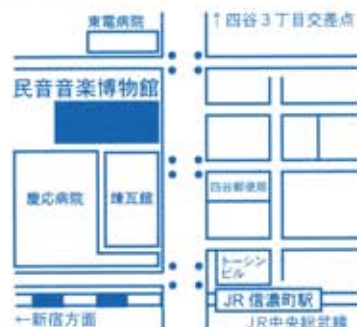 東電病院
↑四谷3丁目交差点
民音音楽博物館
慶応病院
煉瓦館
四谷郵便局
トーシン
ビル
JR信濃町駅
←新宿方面
JR中央総武線